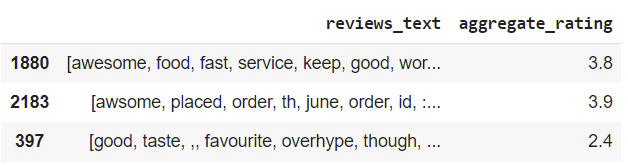 reviews_text aggregate_rating
1880 [awesome, food, fast, service, keep, good, wor... 3.8
2183 [awsome, placed, order, th, june, order, id, :... 3.9
397 [good, taste, ,, favourite, overhype, though, ... 2.4